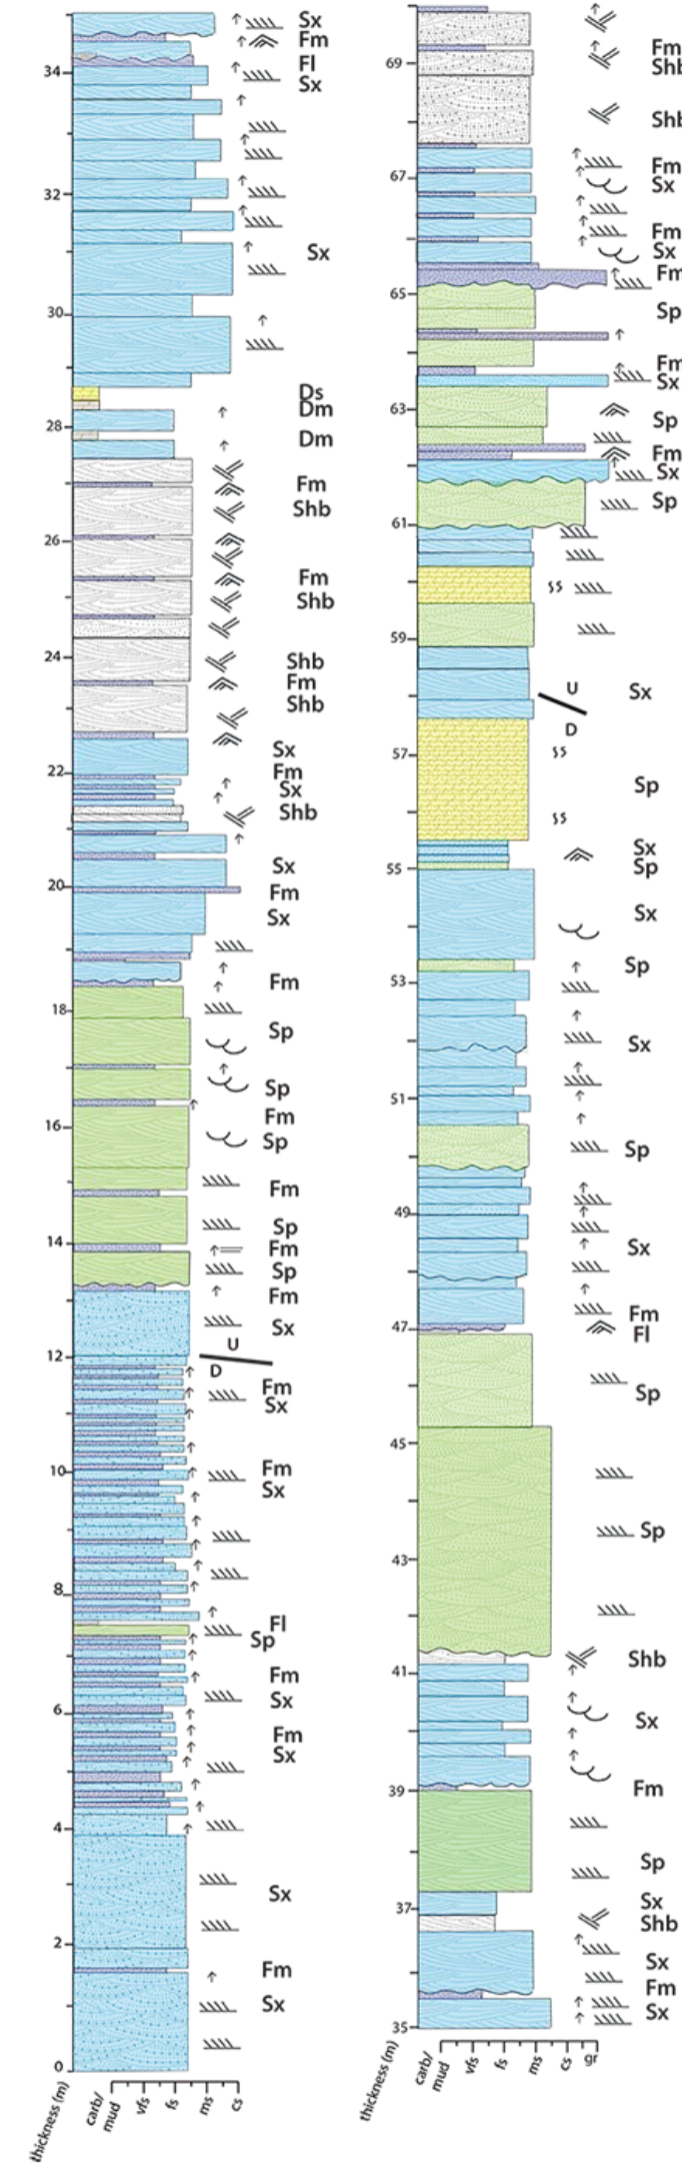 Sx
Fm
Fl
34
Sx
32
Sx
30
Ds
Dm
28
Dm
Fm
Shb
26
Fm
Shb
24
Shb
Fm
Shb
Sx
22
Fm
Sx
Shb
Sx
20
Fm
Sx
Fm
18
Sp
Sp
16
Fm
Sp
Fm
Sp
14
Fm
Sp
Fm
Sx
U
12
D
Fm
Sx
10
Fm
Sx
8
Fl
Sp
Fm
Sx
6
Fm
Sx
4
Sx
2
Fm
Sx
0
thickness (m)
carb/
mud
vfs
fs
ms
cs
69
Fm
Shb
Shb
67
Fm
Sx
Fm
Sx
Fm
65
Sp
Fm
Sx
63
Sp
Fm
Sx
Sp
61
59
U
Sx
D
57
Sp
Sx
55
Sp
Sx
53
Sp
Sx
51
Sp
49
Sx
Fm
47
Fl
Sp
45
Sp
43
Shb
41
Sx
39
Fm
Sp
37
Sx
Shb
Sx
Fm
Sx
35
thickness (m)
carb/
mud
vfs
fs
ms
cs
gr